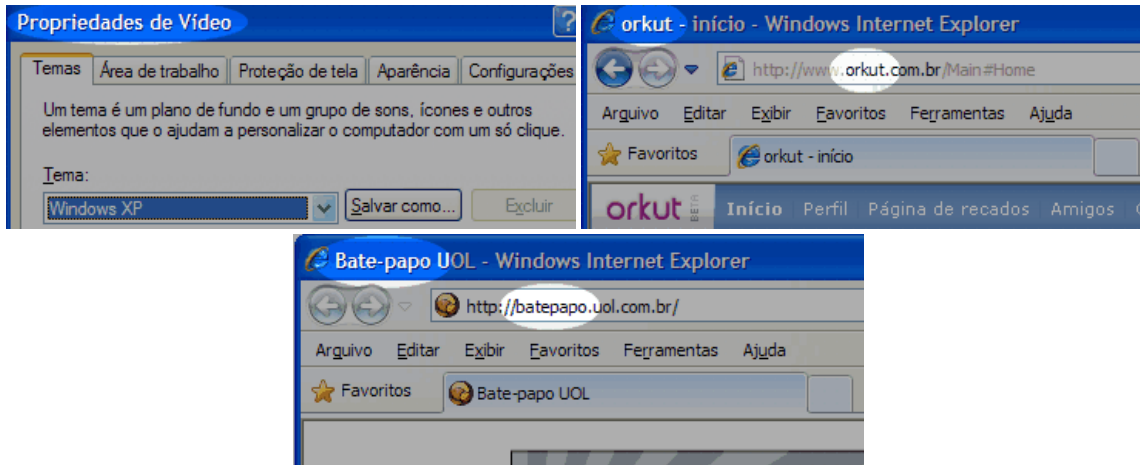 Propriedades de Vídeo
?
Temas Área de trabalho Proteção de tela Aparência Configurações
Um tema é um plano de fundo e um grupo de sons, ícones e outros
elementos que o ajudam a personalizar o computador com um só clique.
Tema:
Windows XP Salvar como... Excluir
orkut - início - Windows Internet Explorer
http://www.orkut.com.br/Main#Home
Arquivo Editar Exibir Favoritos Ferramentas Ajuda
Favoritos orkut - início
orkut BETA Início Perfil Página de recados Amigos
Bate-papo UOL - Windows Internet Explorer
http://batepapo.uol.com.br/
Arquivo Editar Exibir Favoritos Ferramentas Ajuda
Favoritos Bate-papo UOL